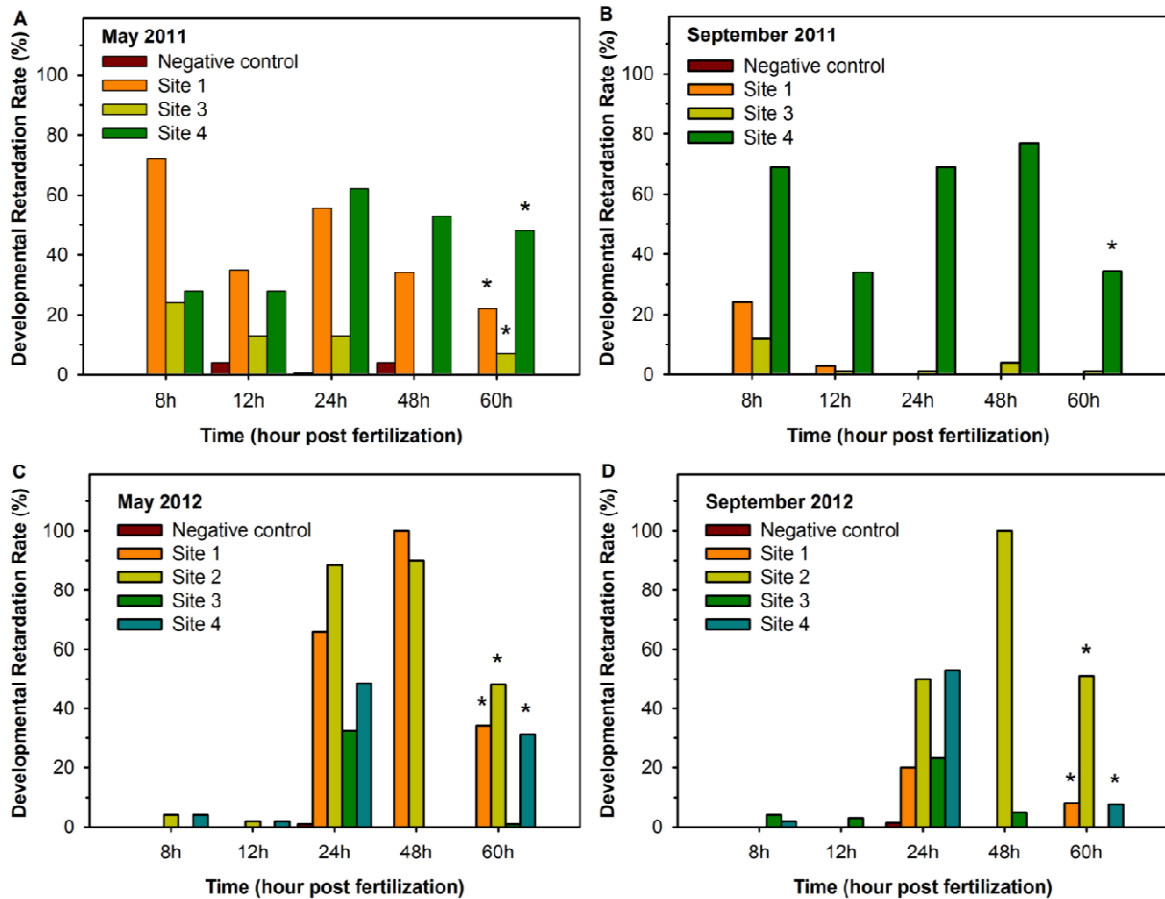 A
May 2011
Negative control
Site 1
Site 3
Site 4
Developmental Retardation Rate (%)
100
80
60
40
20
0
* * *
8h 12h 24h 48h 60h
Time (hour post fertilization)
B
September 2011
Negative control
Site 1
Site 3
Site 4
Developmental Retardation Rate (%)
100
80
60
40
20
0
*
8h 12h 24h 48h 60h
Time (hour post fertilization)
C
May 2012
Negative control
Site 1
Site 2
Site 3
Site 4
Developmental Retardation Rate (%)
100
80
60
40
20
0
* * *
8h 12h 24h 48h 60h
Time (hour post fertilization)
D
September 2012
Negative control
Site 1
Site 2
Site 3
Site 4
Developmental Retardation Rate (%)
100
80
60
40
20
0
* * *
8h 12h 24h 48h 60h
Time (hour post fertilization)